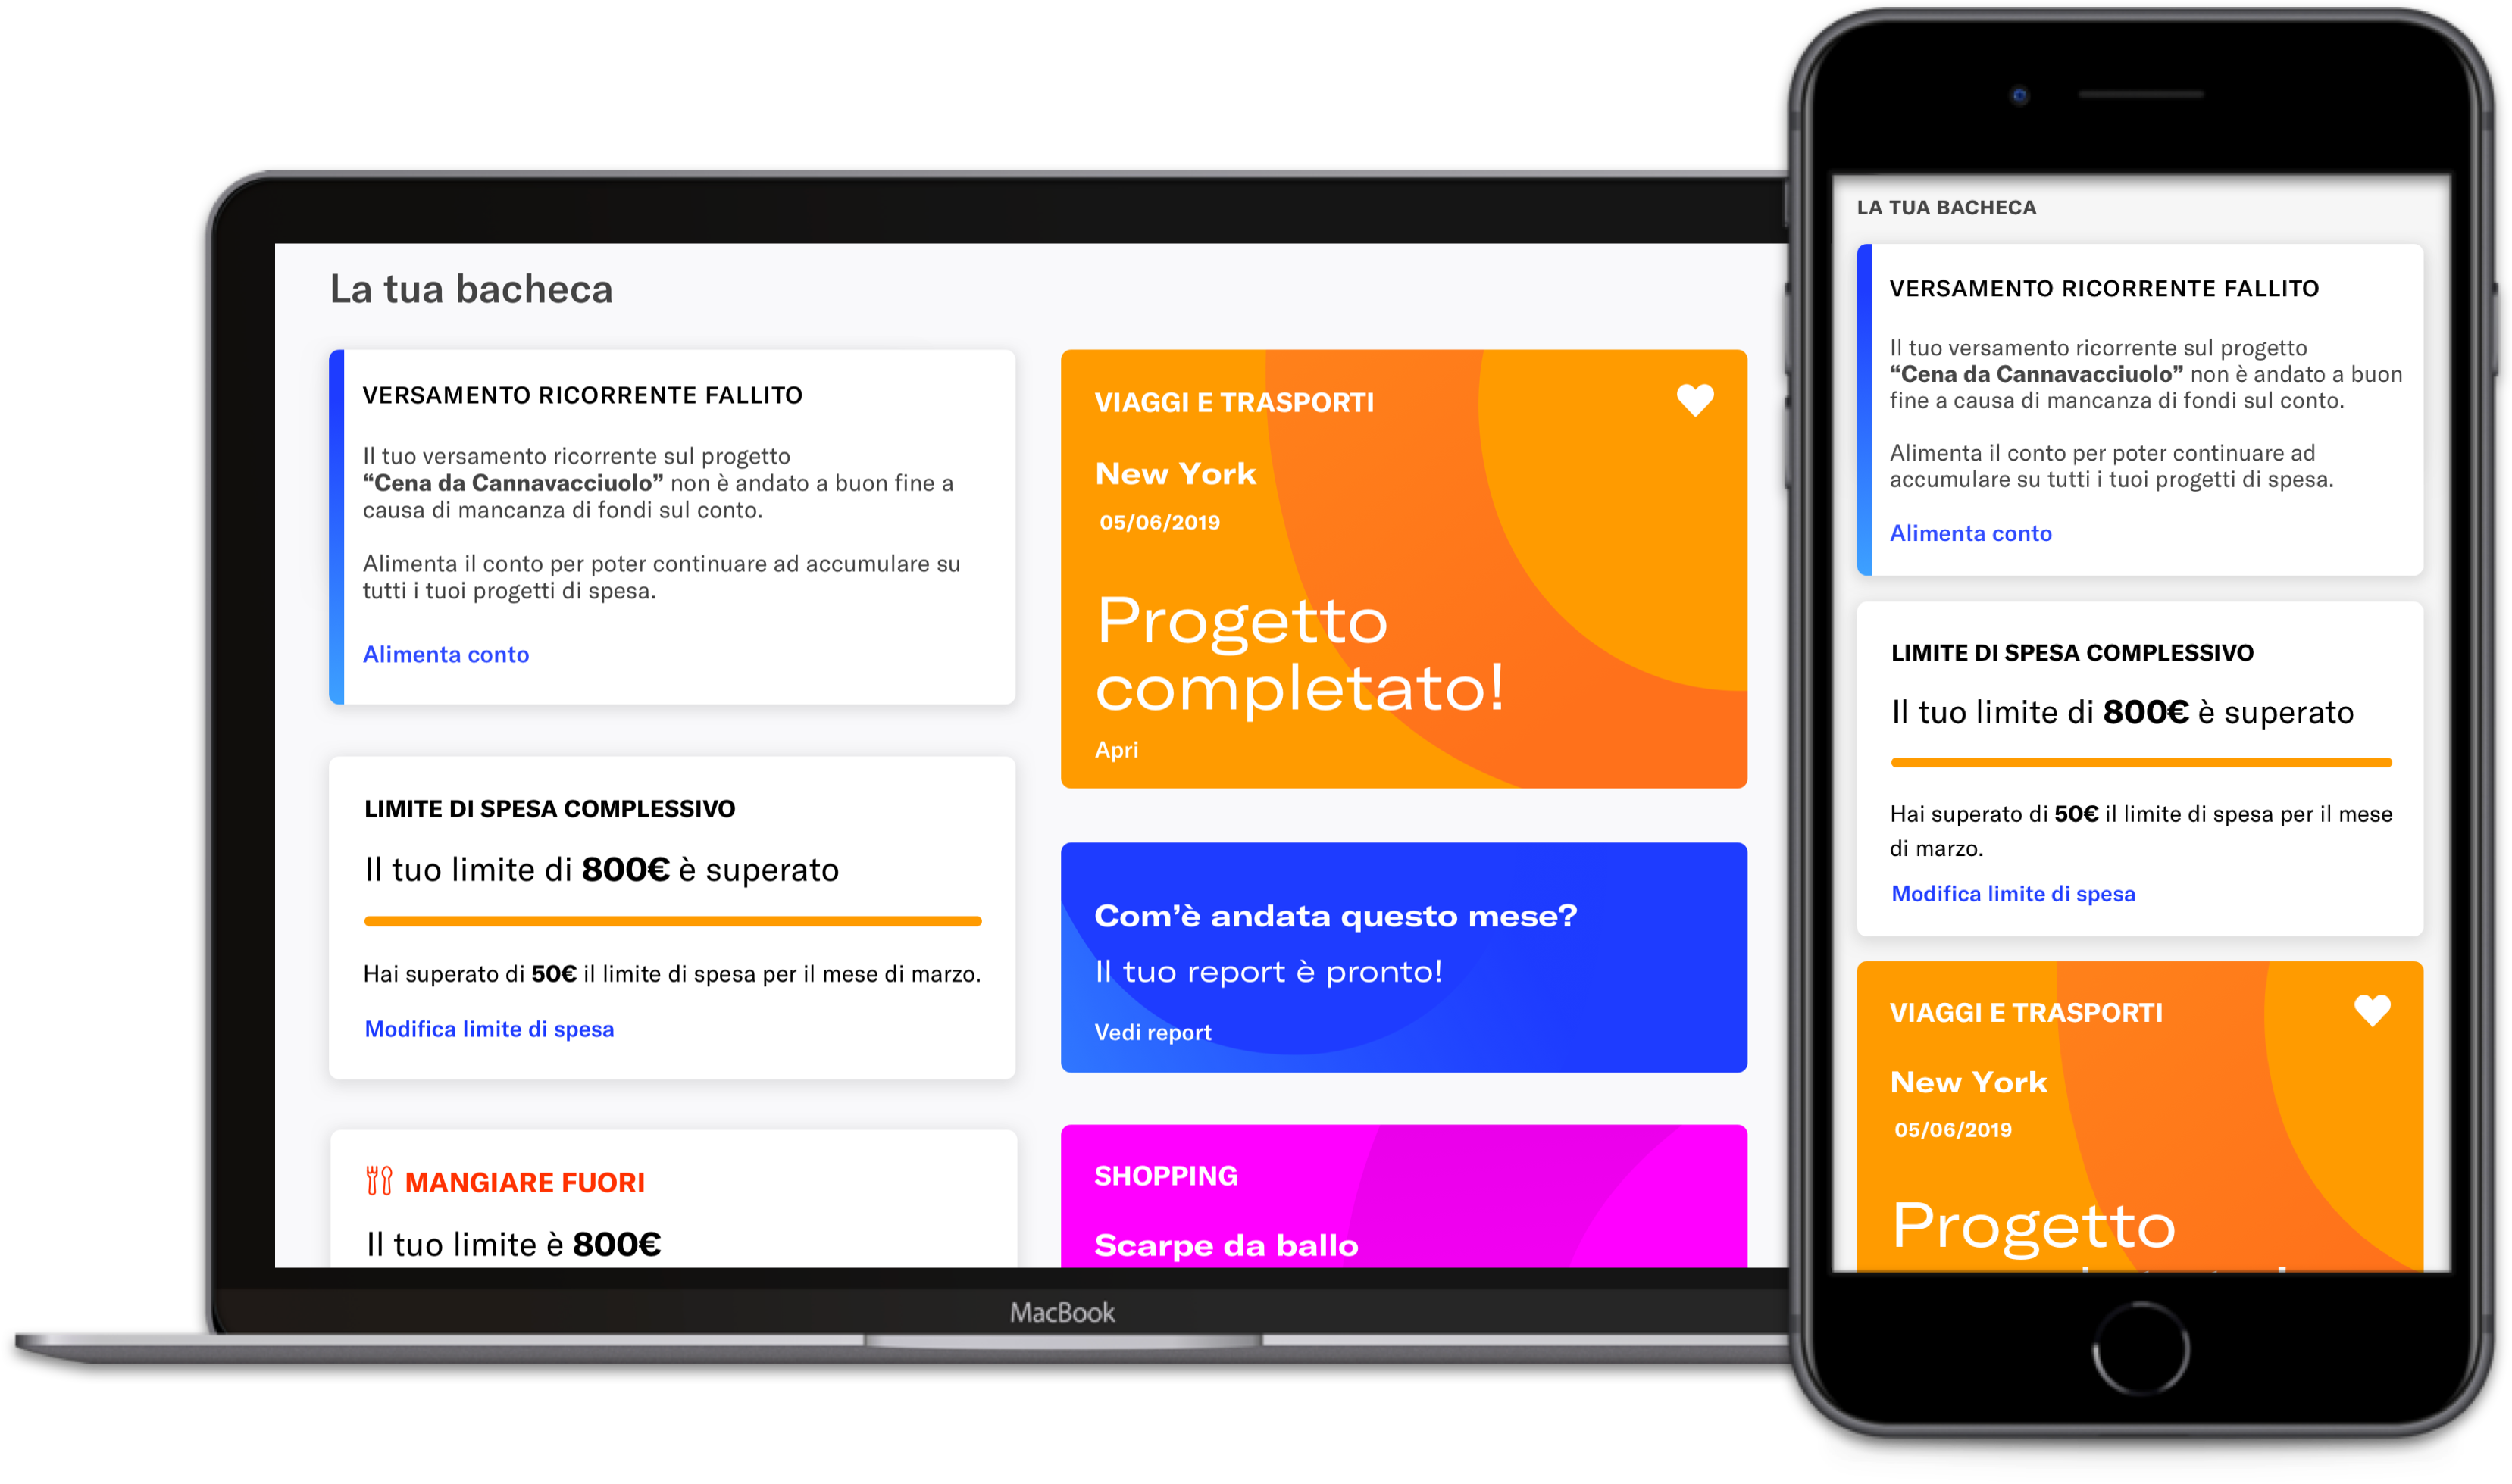 La tua bacheca
VERSAMENTO RICORRENTE FALLITO
Il tuo versamento ricorrente sul progetto
“Cena da Cannavacciuolo” non è andato a buon fine a
causa di mancanza di fondi sul conto.
Alimenta il conto per poter continuare ad accumulare su
tutti i tuoi progetti di spesa.
Alimenta conto
LIMITE DI SPESA COMPLESSIVO
Il tuo limite di 800€ è superato
Hai superato di 50€ il limite di spesa per il mese di marzo.
Modifica limite di spesa
MANGIARE FUORI
Il tuo limite è 800€
VIAGGI E TRASPORTI
New York
05/06/2019
Progetto
completato!
Apri
Com’è andata questo mese?
Il tuo report è pronto!
Vedi report
SHOPPING
Scarpe da ballo
MacBook
LA TUA BACHECA
VERSAMENTO RICORRENTE FALLITO
Il tuo versamento ricorrente sul progetto
“Cena da Cannavacciuolo” non è andato a buon
fine a causa di mancanza di fondi sul conto.
Alimenta il conto per poter continuare ad
accumulare su tutti i tuoi progetti di spesa.
Alimenta conto
LIMITE DI SPESA COMPLESSIVO
Il tuo limite di 800€ è superato
Hai superato di 50€ il limite di spesa per il mese
di marzo.
Modifica limite di spesa
VIAGGI E TRASPORTI
New York
05/06/2019
Progetto